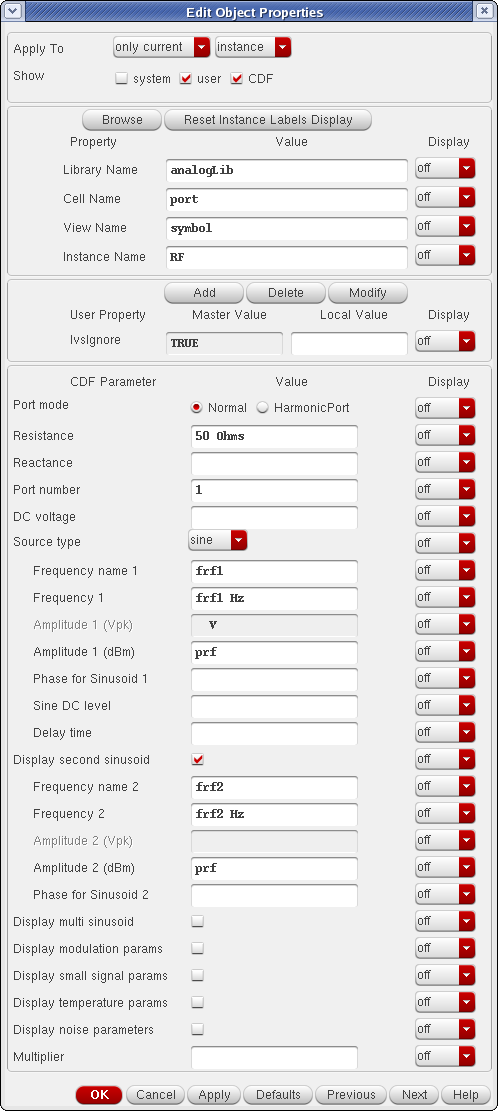 Edit Object Properties
Apply To only current instance
Show system user CDF
Browse Reset Instance Labels Display
Property Value Display
Library Name analogLib off
Cell Name port off
View Name symbol off
Instance Name RF off
Add Delete Modify
User Property Master Value Local Value Display
lvsIgnore TRUE off
CDF Parameter Value Display
Port mode Normal HarmonicPort off
Resistance 50 Ohms off
Reactance off
Port number 1 off
DC voltage off
Source type sine off
Frequency name 1 frf1 off
Frequency 1 frf1 Hz off
Amplitude 1 (Vpk) V off
Amplitude 1 (dBm) prf off
Phase for Sinusoid 1 off
Sine DC level off
Delay time off
Display second sinusoid off
Frequency name 2 frf2 off
Frequency 2 frf2 Hz off
Amplitude 2 (Vpk) off
Amplitude 2 (dBm) prf off
Phase for Sinusoid 2 off
Display multi sinusoid off
Display modulation params off
Display small signal params off
Display temperature params off
Display noise parameters off
Multiplier off
OK Cancel Apply Defaults Previous Next Help